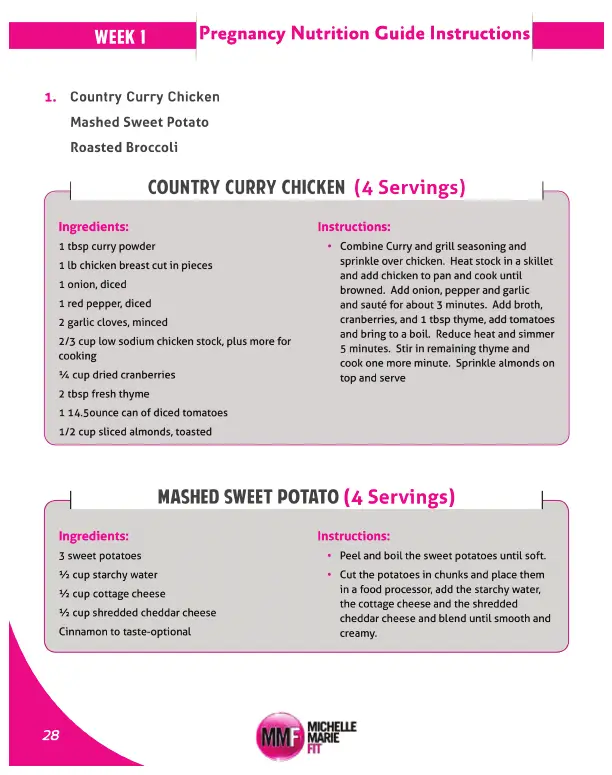 WEEK 1
Pregnancy Nutrition Guide Instructions
1. Country Curry Chicken
Mashed Sweet Potato
Roasted Broccoli
COUNTRY CURRY CHICKEN (4 Servings)
Ingredients:
1 tbsp curry powder
1 lb chicken breast cut in pieces
1 onion, diced
1 red pepper, diced
2 garlic cloves, minced
2/3 cup low sodium chicken stock, plus more for
cooking
¼ cup dried cranberries
2 tbsp fresh thyme
1 14.5ounce can of diced tomatoes
1/2 cup sliced almonds, toasted
Instructions:
• Combine Curry and grill seasoning and
sprinkle over chicken. Heat stock in a skillet
and add chicken to pan and cook until
browned. Add onion, pepper and garlic
and sauté for about 3 minutes. Add broth,
cranberries, and 1 tbsp thyme, add tomatoes
and bring to a boil. Reduce heat and simmer
5 minutes. Stir in remaining thyme and
cook one more minute. Sprinkle almonds on
top and serve
MASHED SWEET POTATO (4 Servings)
Ingredients:
3 sweet potatoes
½ cup starchy water
½ cup cottage cheese
½ cup shredded cheddar cheese
Cinnamon to taste-optional
Instructions:
• Peel and boil the sweet potatoes until soft.
• Cut the potatoes in chunks and place them
in a food processor, add the starchy water,
the cottage cheese and the shredded
cheddar cheese and blend until smooth and
creamy.
28
MMF
MICHELLE
MARIE
FIT